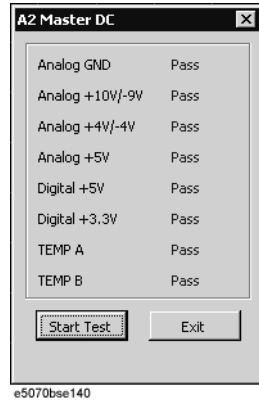 A2 Master DC
Analog GND Pass
Analog +10V/-9V Pass
Analog +4V/-4V Pass
Analog +5V Pass
Digital +5V Pass
Digital +3.3V Pass
TEMP A Pass
TEMP B Pass
Start Test Exit
e5070bse140